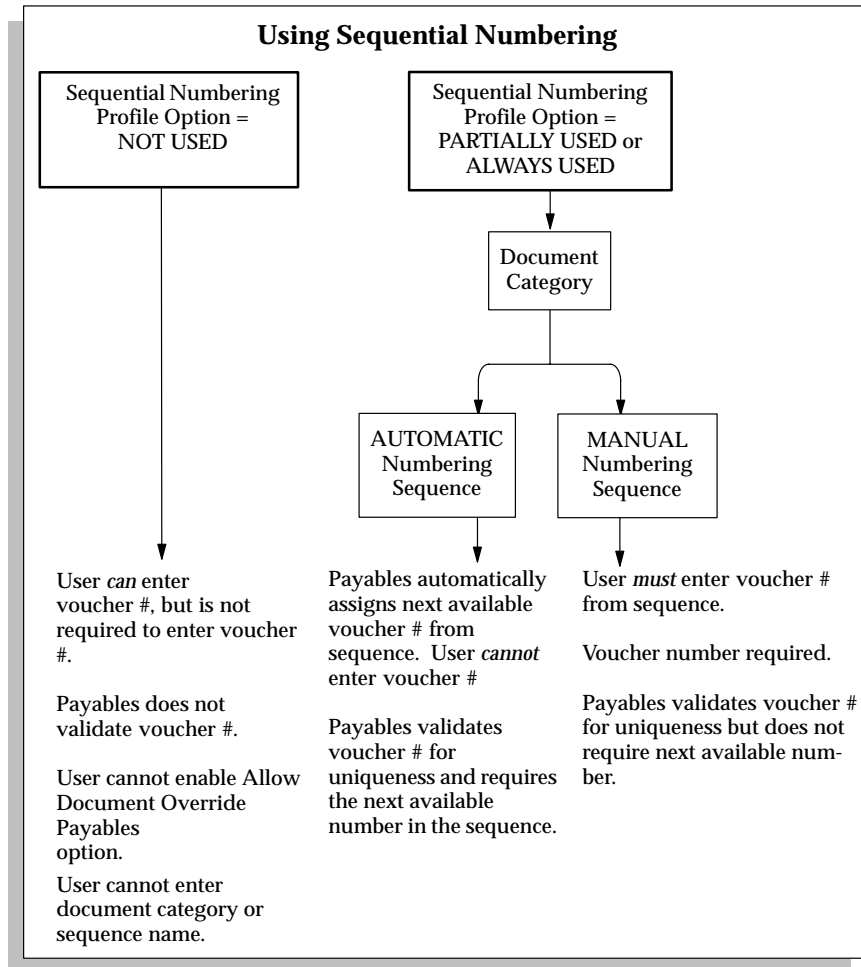 Using Sequential Numbering
Sequential Numbering
Profile Option =
NOT USED
Sequential Numbering
Profile Option =
PARTIALLY USED or
ALWAYS USED
Document
Category
AUTOMATIC
Numbering
Sequence
MANUAL
Numbering
Sequence
User can enter
voucher #, but is not
required to enter voucher
#.
Payables does not
validate voucher #.
User cannot enable Allow
Document Override
Payables
option.
User cannot enter
document category or
sequence name.
Payables automatically
assigns next available
voucher # from
sequence. User cannot
enter voucher #
Payables validates
voucher # for
uniqueness and requires
the next available
number in the sequence.
User must enter voucher #
from sequence.
Voucher number required.
Payables validates voucher #
for uniqueness but does not
require next available num-
ber.